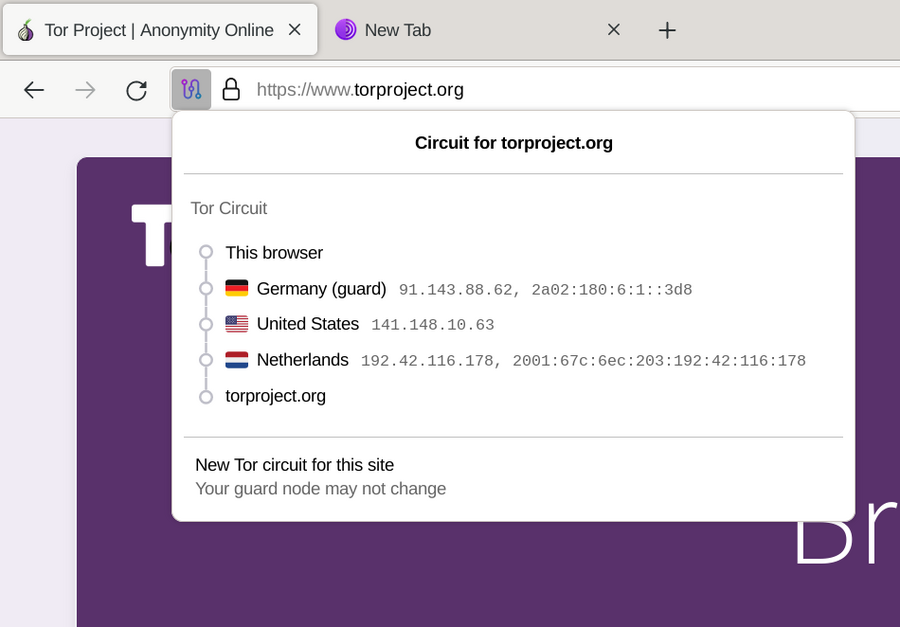 Tor Project | Anonymity Online
New Tab
https://www.torproject.org
Circuit for torproject.org
T
Tor Circuit
This browser
Germany (guard) 91.143.88.62, 2a02:180:6:1::3d8
United States 141.148.10.63
Netherlands 192.42.116.178, 2001:67c:6ec:203:192:42:116:178
torproject.org
New Tor circuit for this site
Your guard node may not change
Br